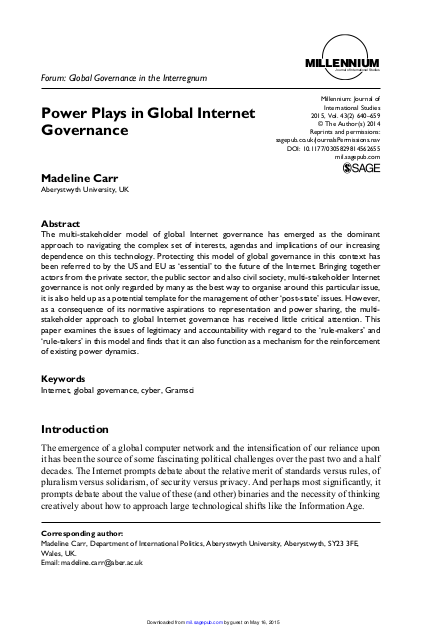 MILLENNIUM
Journal of International Studies
Forum: Global Governance in the Interregnum
Power Plays in Global Internet
Governance
Millennium: Journal of
International Studies
2015, Vol. 43(2) 640–659
© The Author(s) 2014
Reprints and permissions:
sagepub.co.uk/journalsPermissions.nav
DOI: 10.1177/0305829814562655
mil.sagepub.com
SAGE
Madeline Carr
Aberystwyth University, UK
Abstract
The multi-stakeholder model of global Internet governance has emerged as the dominant
approach to navigating the complex set of interests, agendas and implications of our increasing
dependence on this technology. Protecting this model of global governance in this context has
been referred to by the US and EU as ‘essential’ to the future of the Internet. Bringing together
actors from the private sector, the public sector and also civil society, multi-stakeholder Internet
governance is not only regarded by many as the best way to organise around this particular issue,
it is also held up as a potential template for the management of other ‘post-state’ issues. However,
as a consequence of its normative aspirations to representation and power sharing, the multi-
stakeholder approach to global Internet governance has received little critical attention. This
paper examines the issues of legitimacy and accountability with regard to the ‘rule-makers’ and
‘rule-takers’ in this model and finds that it can also function as a mechanism for the reinforcement
of existing power dynamics.
Keywords
Internet, global governance, cyber, Gramsci
Introduction
The emergence of a global computer network and the intensification of our reliance upon
it has been the source of some fascinating political challenges over the past two and a half
decades. The Internet prompts debate about the relative merit of standards versus rules, of
pluralism versus solidarism, of security versus privacy. And perhaps most significantly, it
prompts debate about the value of these (and other) binaries and the necessity of thinking
creatively about how to approach large technological shifts like the Information Age.
Corresponding author:
Madeline Carr, Department of International Politics, Aberystwyth University, Aberystwyth, SY23 3FE,
Wales, UK.
Email: madeline.carr@aber.ac.uk
Downloaded from mil.sagepub.com by guest on May 16, 2015